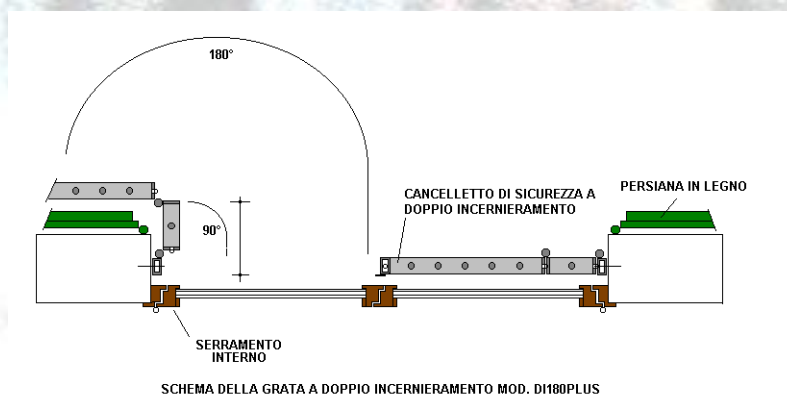 180°
90°
CANCELLETTO DI SICUREZZA A
DOPPIO INCERNIERAMENTO
PERSIANA IN LEGNO
SERRAMENTO
INTERNO
SCHEMA DELLA GRATA A DOPPIO INCERNIERAMENTO MOD. DI180PLUS